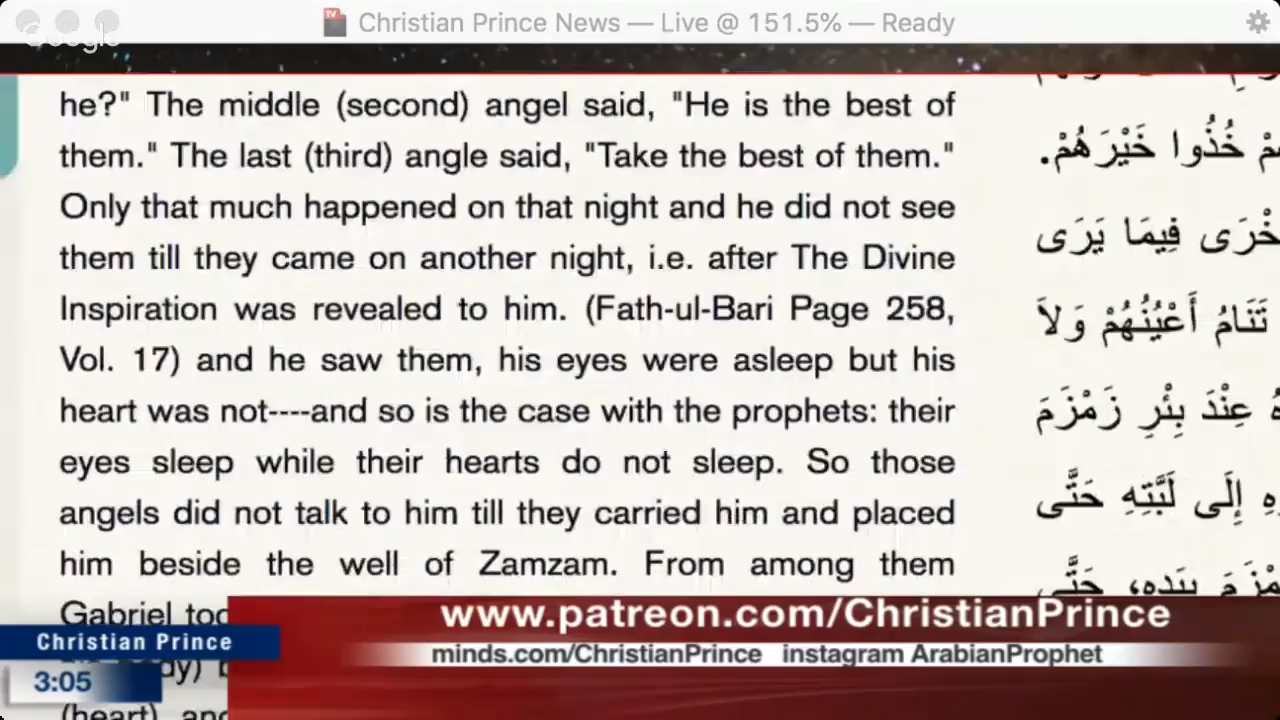 Christian Prince News — Live @ 151.5% — Ready
Google
he?" The middle (second) angel said, "He is the best of
them." The last (third) angle said, "Take the best of them."
Only that much happened on that night and he did not see
them till they came on another night, i.e. after The Divine
Inspiration was revealed to him. (Fath-ul-Bari Page 258,
Vol. 17) and he saw them, his eyes were asleep but his
heart was not----and so is the case with the prophets: their
eyes sleep while their hearts do not sleep. So those
angels did not talk to him till they carried him and placed
him beside the well of Zamzam. From among them
Gabriel
(heart)
خُذُوا خَيْرَهُمْ.
فِيمَا يَرَى
تَنَامُ أَعْيُنُهُمْ وَلاَ
عِنْدَ بِئْرِ زَمْزَمَ
إِلَى لَبَّتِهِ حَتَّى
بِيَدِهِ، حَتَّى
www.patreon.com/ChristianPrince
Christian Prince
minds.com/ChristianPrince instagram ArabianProphet
3:05